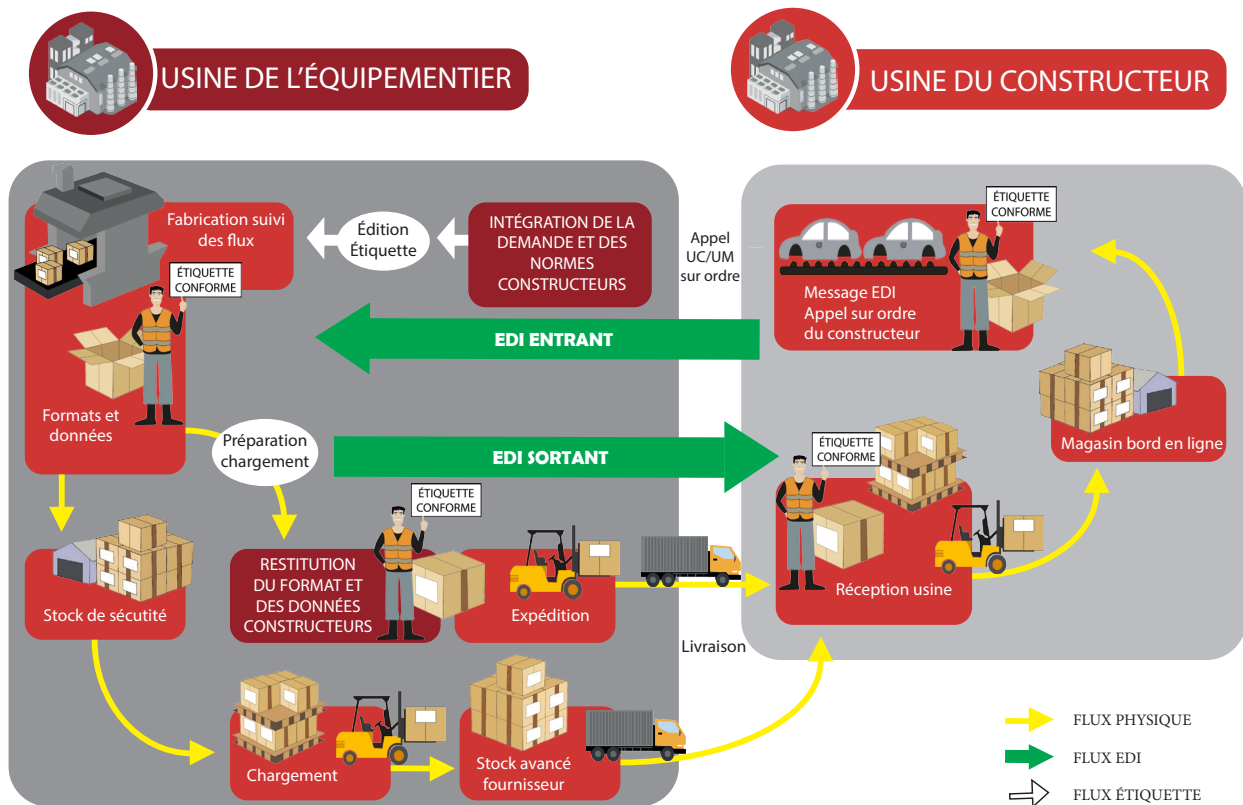 USINE DE L'ÉQUIPEMENTIER
USINE DU CONSTRUCTEUR
Fabrication suivi
des flux
Édition
Étiquette
INTÉGRATION DE LA
DEMANDE ET DES
NORMES
CONSTRUCTEURS
Appel
UC/UM
sur ordre
ÉTIQUETTE
CONFORME
Message EDI
Appel sur ordre
du constructeur
ÉTIQUETTE
CONFORME
EDI ENTRANT
Formats et
données
Préparation
chargement
EDI SORTANT
ÉTIQUETTE
CONFORME
Magasin bord en ligne
ÉTIQUETTE
CONFORME
Stock de sécutité
RESTITUTION
DU FORMAT ET
DES DONNÉES
CONSTRUCTEURS
Expédition
Réception usine
Livraison
Chargement
Stock avancé
fournisseur
FLUX PHYSIQUE
FLUX EDI
FLUX ÉTIQUETTE